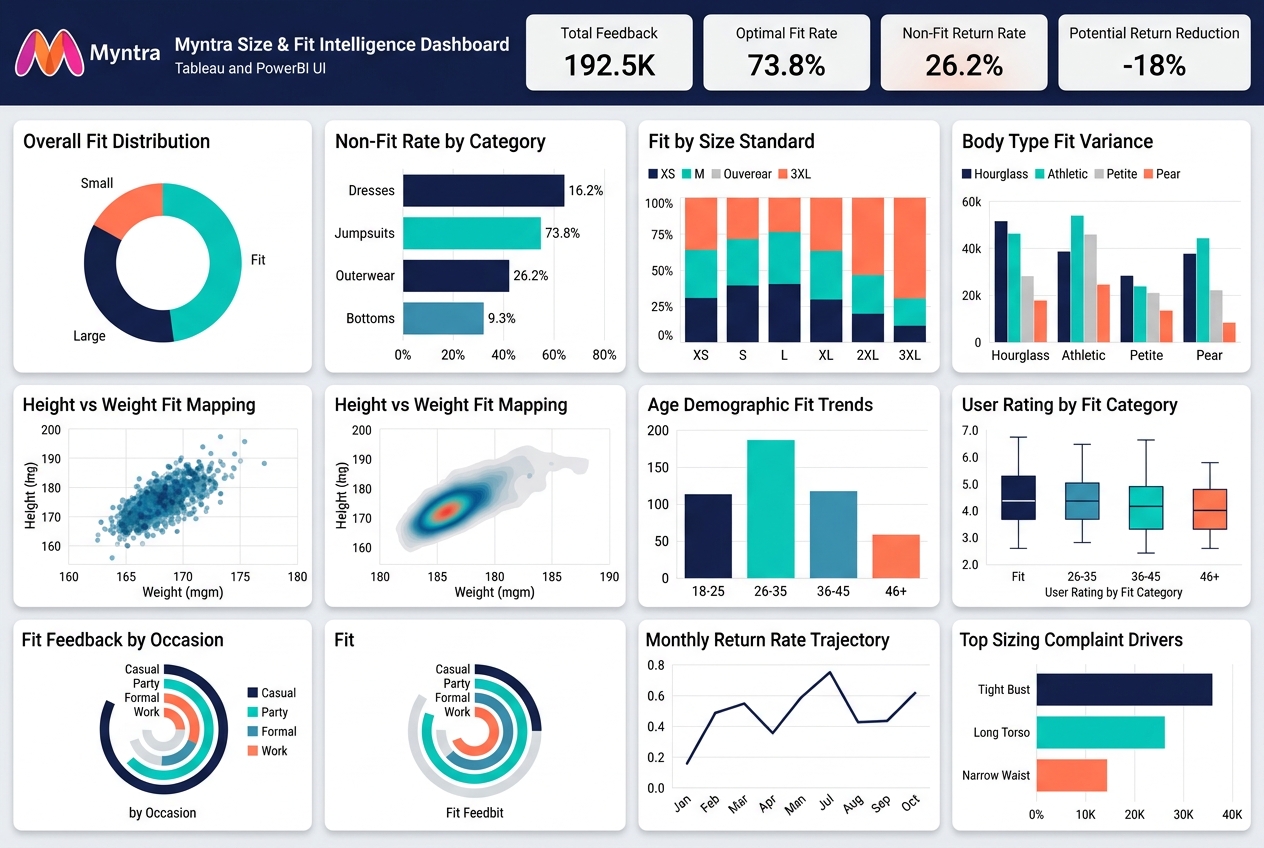 Myntra
Myntra Size & Fit Intelligence Dashboard
Tableau and PowerBI UI
Total Feedback
192.5K
Optimal Fit Rate
73.8%
Non-Fit Return Rate
26.2%
Potential Return Reduction
-18%
Overall Fit Distribution
Small
Fit
Large
Non-Fit Rate by Category
Dresses 16.2%
Jumpsuits 73.8%
Outerwear 26.2%
Bottoms 9.3%
0% 20% 40% 60% 80%
Fit by Size Standard
XS M Ouverear 3XL
100%
75%
50%
25%
0%
XS S L XL 2XL 3XL
Body Type Fit Variance
Hourglass Athletic Petite Pear
60k
40k
20k
0
Hourglass Athletic Petite Pear
Height vs Weight Fit Mapping
Height (mg)
200
190
180
170
160
160 165 170 175 180
Weight (mgm)
Height vs Weight Fit Mapping
Height (mg)
200
190
180
170
160
180 185 180 185 190
Weight (mgm)
Age Demographic Fit Trends
200
150
100
50
0
18-25 26-35 36-45 46+
User Rating by Fit Category
7.0
6.0
5.0
4.0
3.0
2.0
Fit 26-35 36-45 46+
User Rating by Fit Category
Fit Feedback by Occasion
Casual
Party
Formal
Work
Casual
Party
Formal
Work
by Occasion
Fit
Casual
Party
Formal
Work
Fit Feedbit
Monthly Return Rate Trajectory
0.8
0.6
0.4
0.2
0.0
Jan Feb Mar Apr Man Jul Aug Sep Oct
Top Sizing Complaint Drivers
Tight Bust
Long Torso
Narrow Waist
0% 10K 20K 30K 40K